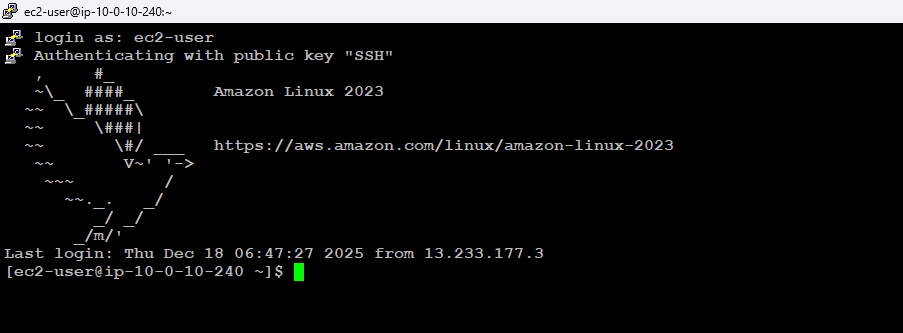 ec2-user@ip-10-0-10-240:~
login as: ec2-user
Authenticating with public key "SSH"
   ,     #_
   ~\_  ####_        Amazon Linux 2023
  ~~  \_#####\
  ~~     \###|
  ~~       \#/ ___   https://aws.amazon.com/linux/amazon-linux-2023
   ~~       V~' '->
    ~~~         /
      ~~._.   _/
         _/ _/
       _/m/'
Last login: Thu Dec 18 06:47:27 2025 from 13.233.177.3
[ec2-user@ip-10-0-10-240 ~]$